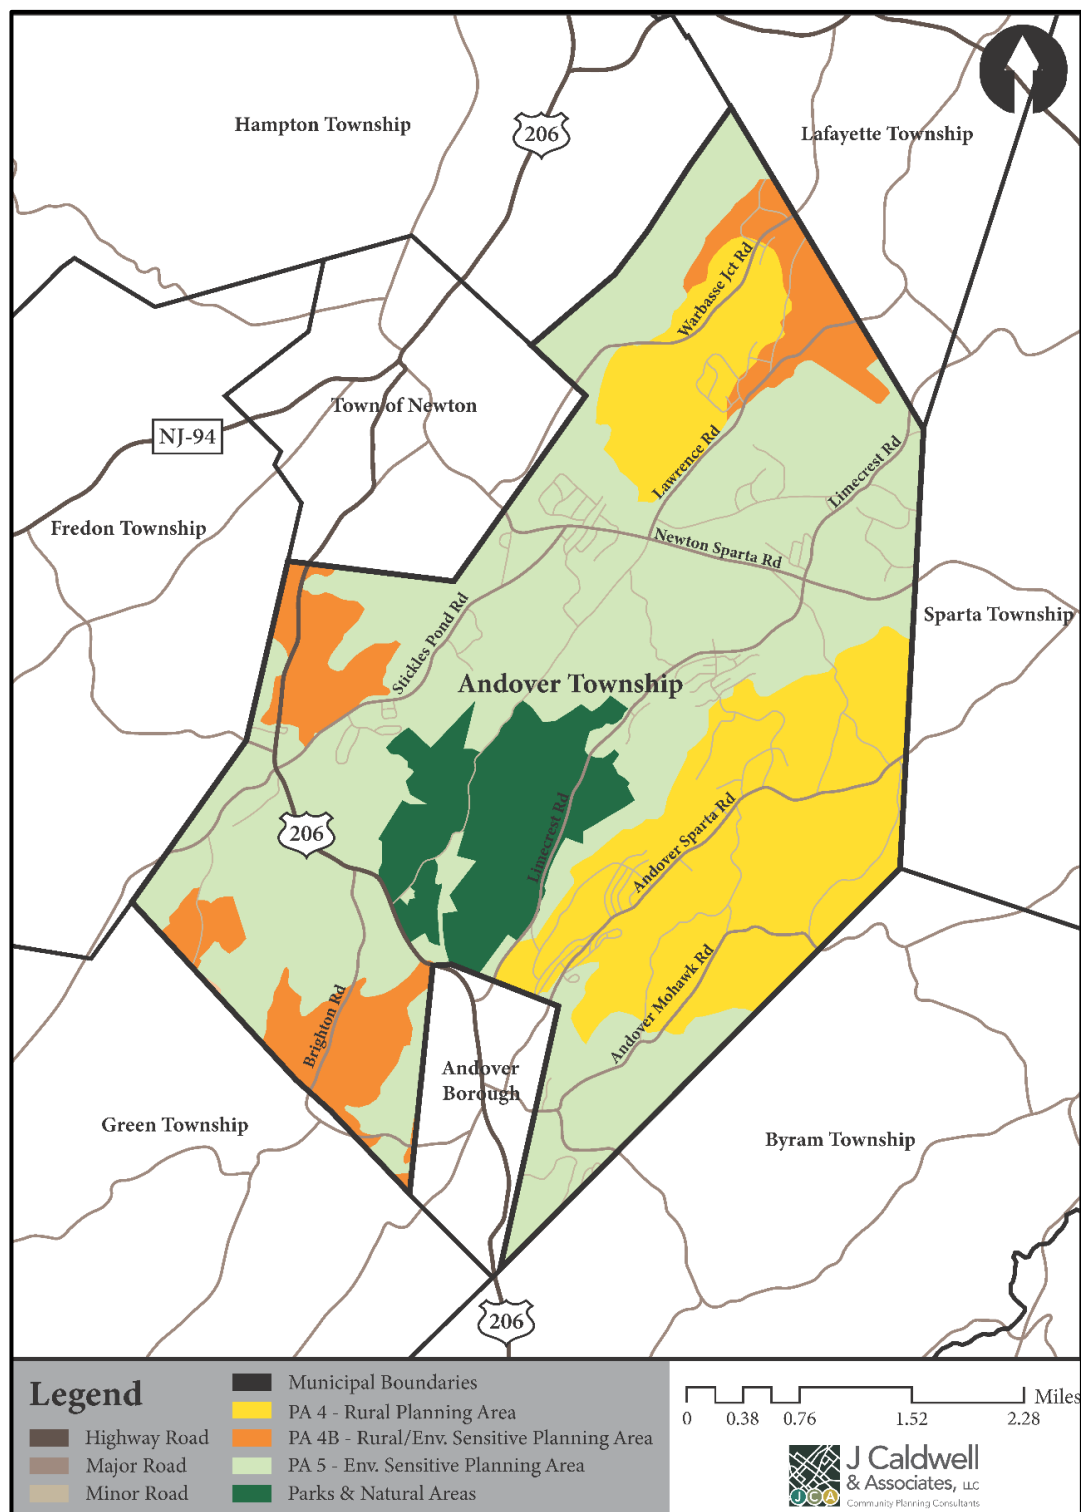 Hampton Township
206
Lafayette Township
Warbasse Jct Rd
Town of Newton
NJ-94
Lawrence Rd
Limecrest Rd
Fredon Township
Newton Sparta Rd
Stickles Pond Rd
Sparta Township
Andover Township
206
Limecrest Rd
Andover Sparta Rd
Andover Mohawk Rd
Brighton Rd
Andover
Borough
Green Township
Byram Township
206
Legend
Highway Road
Major Road
Minor Road
Municipal Boundaries
PA 4 - Rural Planning Area
PA 4B - Rural/Env. Sensitive Planning Area
PA 5 - Env. Sensitive Planning Area
Parks & Natural Areas
Miles
0 0.38 0.76 1.52 2.28
JCA
J Caldwell
& Associates, LLC
Community Planning Consultants